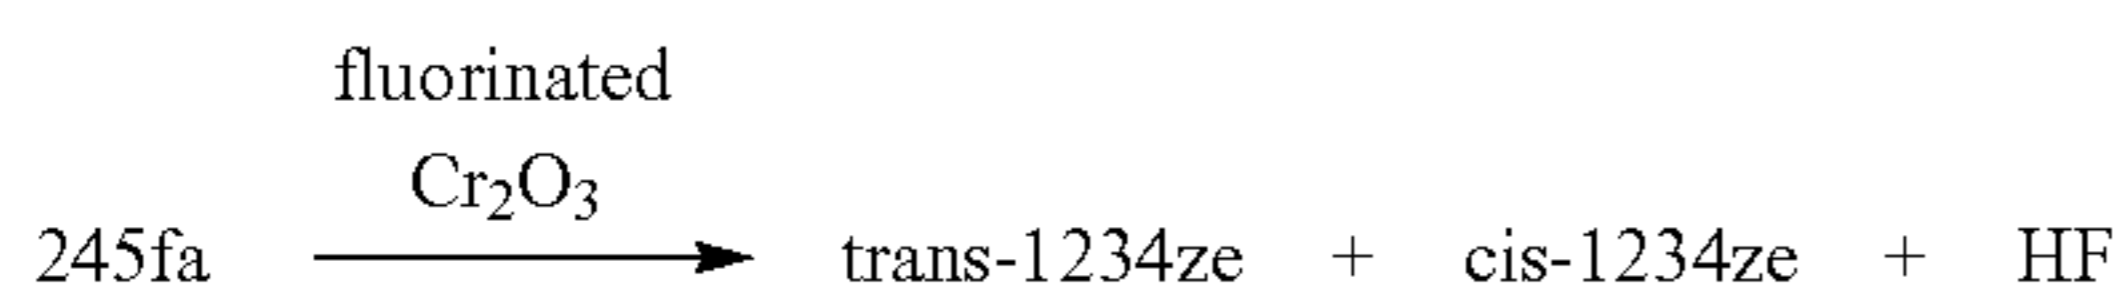 fluorinated
Cr2O3
245fa trans-1234ze + cis-1234ze + HF